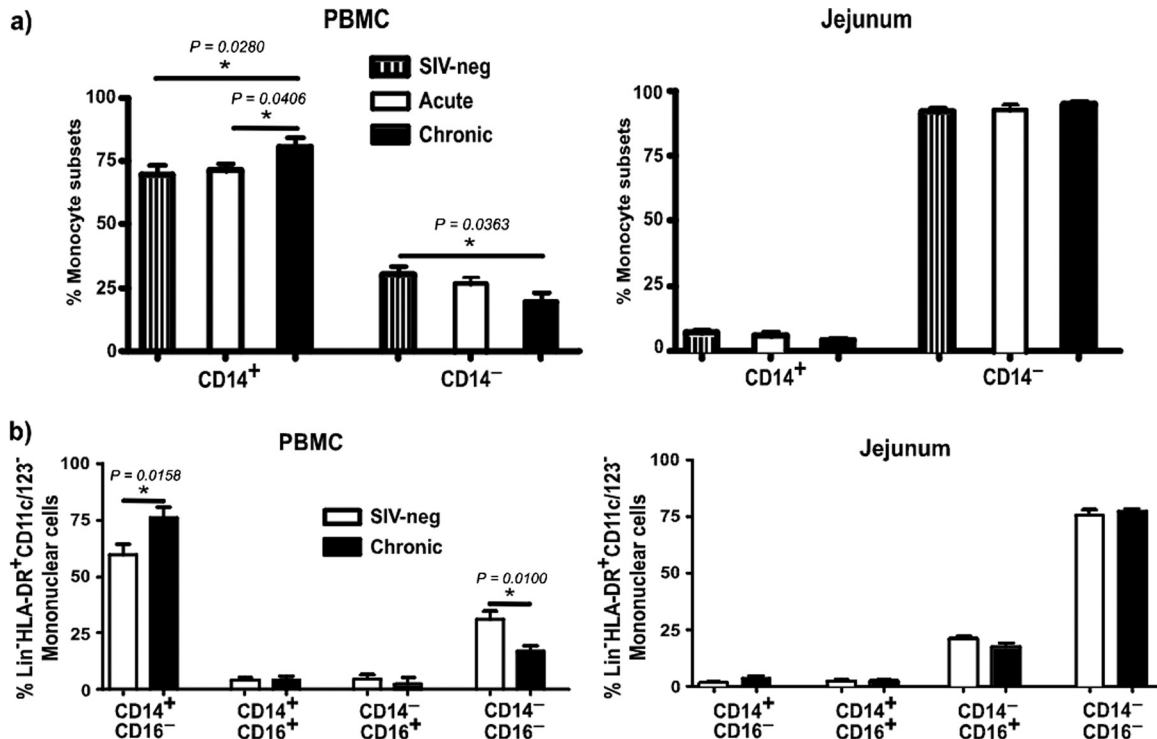 a)
PBMC
P = 0.0280
*
P = 0.0406
*
SIV-neg
Acute
Chronic
P = 0.0363
*
% Monocyte subsets
100
75
50
25
0
CD14+
CD14–
Jejunum
% Monocyte subsets
100
75
50
25
0
CD14+
CD14–
b)
PBMC
P = 0.0158
*
SIV-neg
Chronic
P = 0.0100
*
% Lin-HLA-DR+CD11c/123-
Mononuclear cells
100
75
50
25
0
CD14+
CD16–
CD14+
CD16+
CD14–
CD16+
CD14–
CD16–
Jejunum
% Lin-HLA-DR+CD11c/123-
Mononuclear cells
100
75
50
25
0
CD14+
CD16–
CD14+
CD16+
CD14–
CD16+
CD14–
CD16–